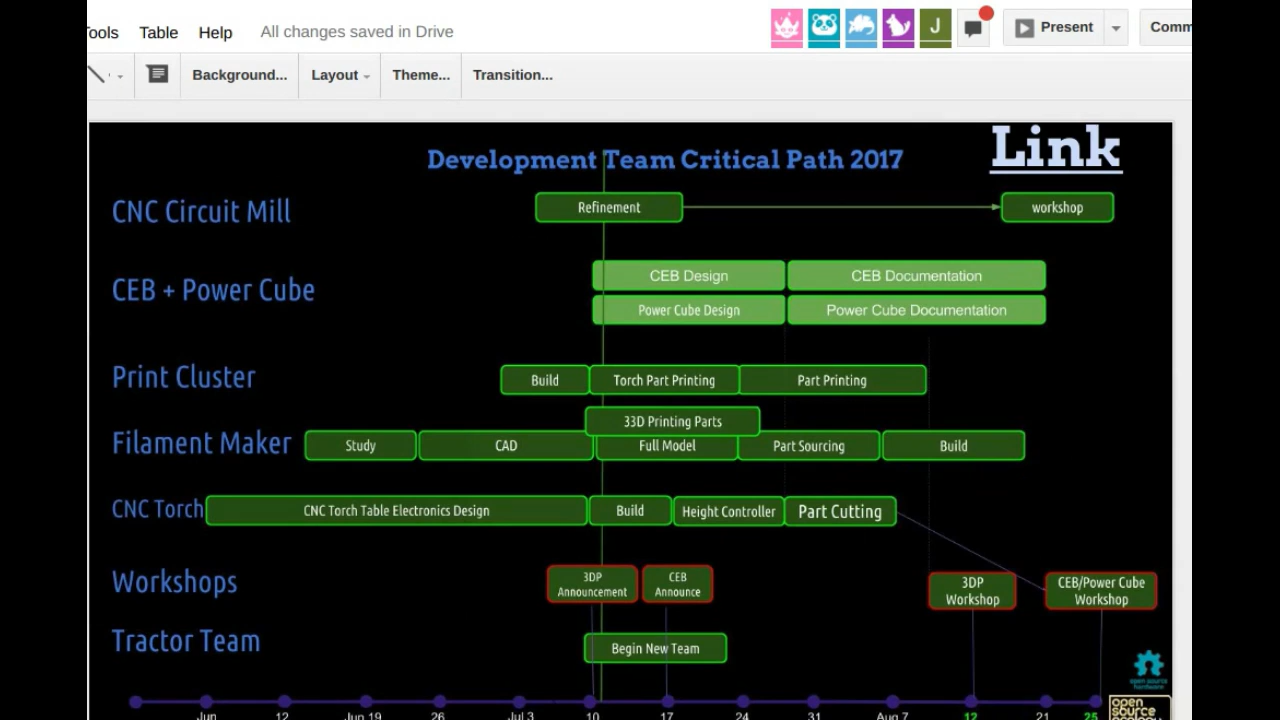 Tools Table Help All changes saved in Drive J Present Comm
Background... Layout Theme... Transition...
Development Team Critical Path 2017
Link
CNC Circuit Mill
Refinement
workshop
CEB + Power Cube
CEB Design
CEB Documentation
Power Cube Design
Power Cube Documentation
Print Cluster
Build
Torch Part Printing
Part Printing
33D Printing Parts
Filament Maker
Study
CAD
Full Model
Part Sourcing
Build
CNC Torch
CNC Torch Table Electronics Design
Build
Height Controller
Part Cutting
Workshops
3DP
Announcement
CEB
Announce
3DP
Workshop
CEB/Power Cube
Workshop
Tractor Team
Begin New Team
open source
hardware
Jun 12 Jun 19 26 Jul 3 10 17 24 31 Aug 7 12 21 25
open
source